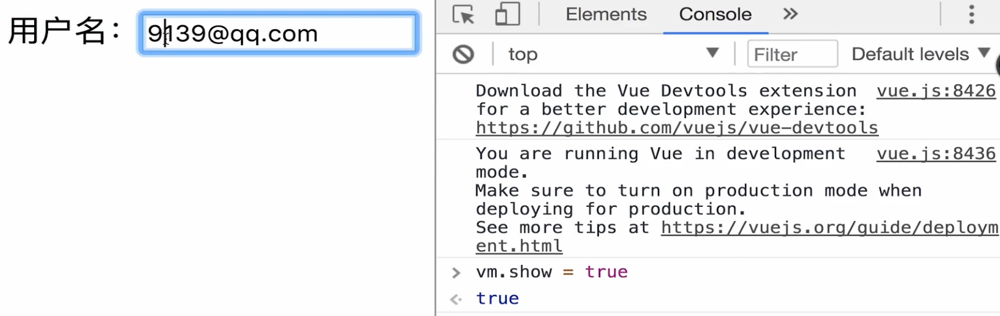 用户名：
9139@qq.com
Elements
Console
top
Filter
Default levels
Download the Vue Devtools extension
vue.js:8426
for a better development experience:
https://github.com/vuejs/vue-devtools
You are running Vue in development
vue.js:8436
mode.
Make sure to turn on production mode when
deploying for production.
See more tips at https://vuejs.org/guide/deploym
ent.html
> vm.show = true
true